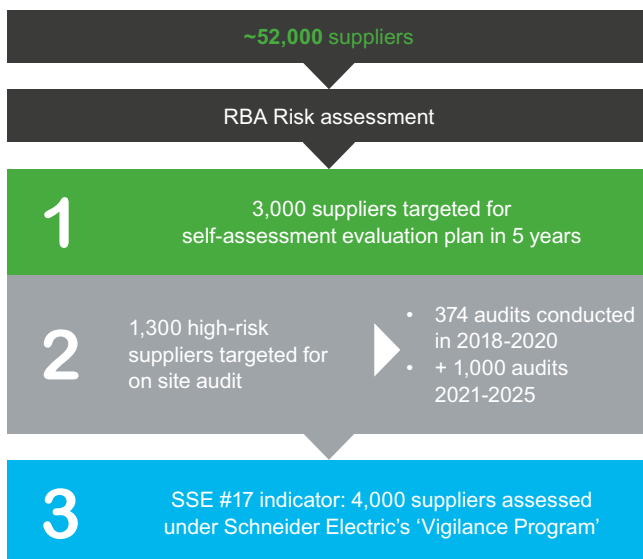 ~52,000 suppliers
RBA Risk assessment
1
3,000 suppliers targeted for
self-assessment evaluation plan in 5 years
2
1,300 high-risk
suppliers targeted for
on site audit
• 374 audits conducted
in 2018-2020
• + 1,000 audits
2021-2025
3
SSE #17 indicator: 4,000 suppliers assessed
under Schneider Electric’s ‘Vigilance Program’